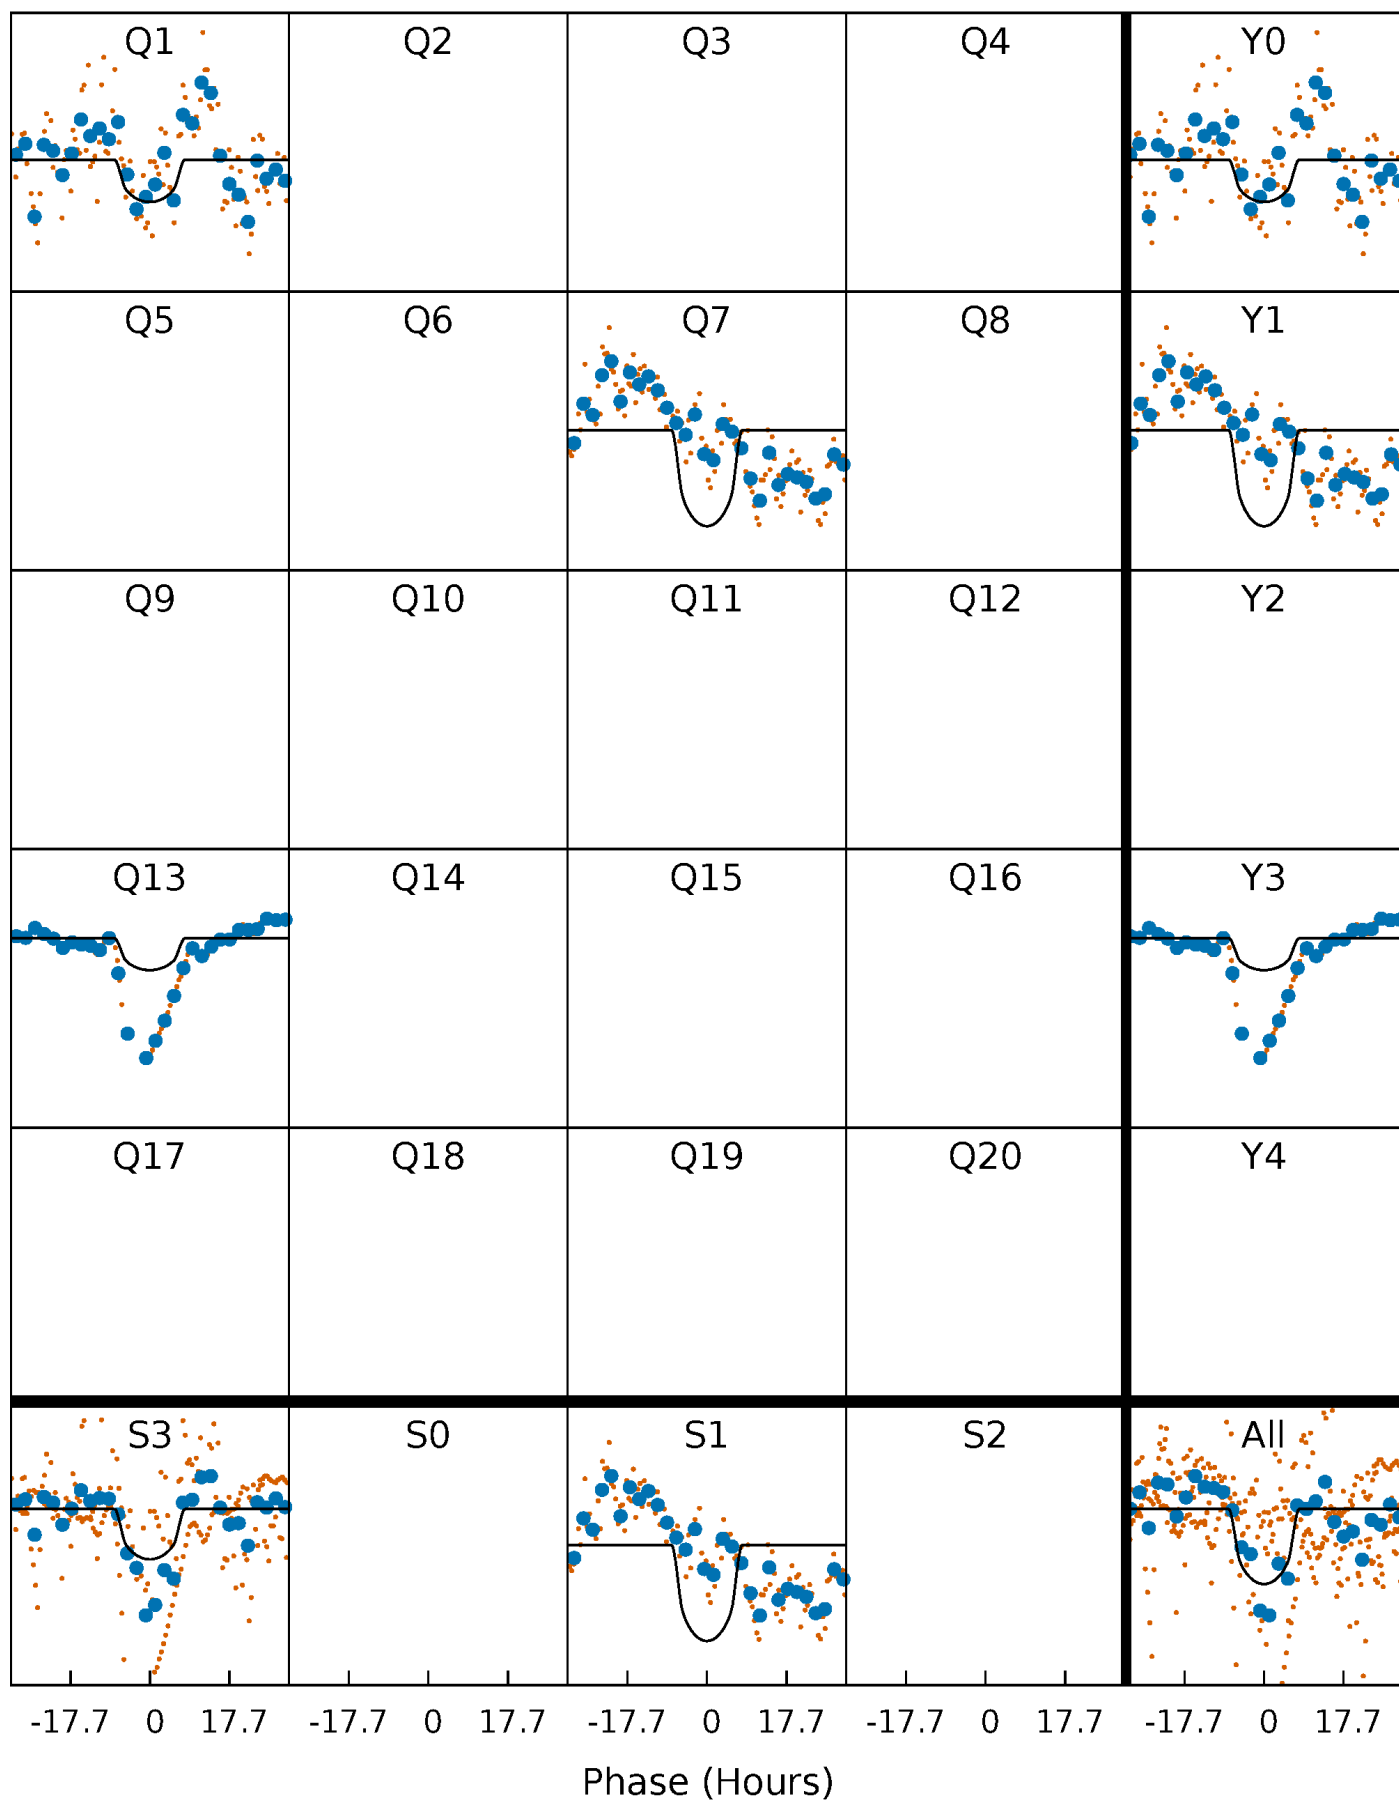 Q1 Q2 Q3 Q4 Y0
Q5 Q6 Q7 Q8 Y1
Q9 Q10 Q11 Q12 Y2
Q13 Q14 Q15 Q16 Y3
Q17 Q18 Q19 Q20 Y4
S3 S0 S1 S2 All
-17.7 0 17.7 -17.7 0 17.7 -17.7 0 17.7 -17.7 0 17.7 -17.7 0 17.7
Phase (Hours)